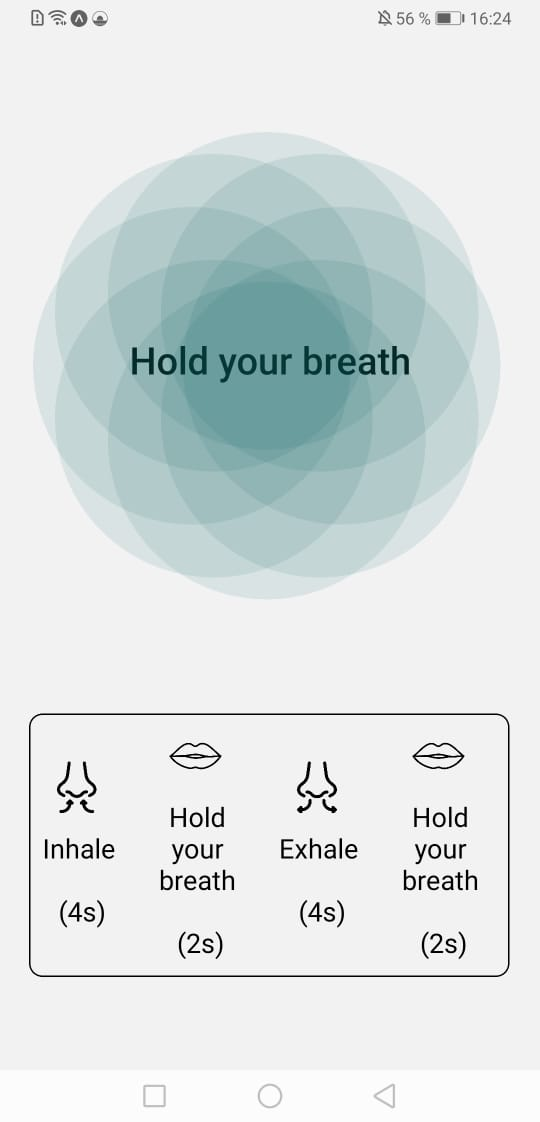 56 % 16:24
Hold your breath
Inhale
(4s)
Hold
your
breath
(2s)
Exhale
(4s)
Hold
your
breath
(2s)